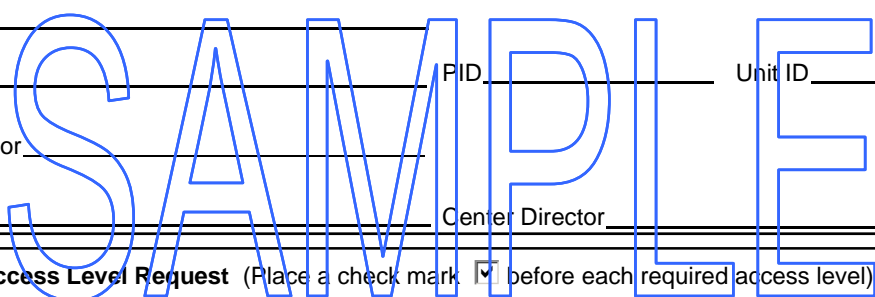 SAMPLE
PID Unit ID
or
Center Director
ccess Level Request (Place a check mark ☑ before each required access level)